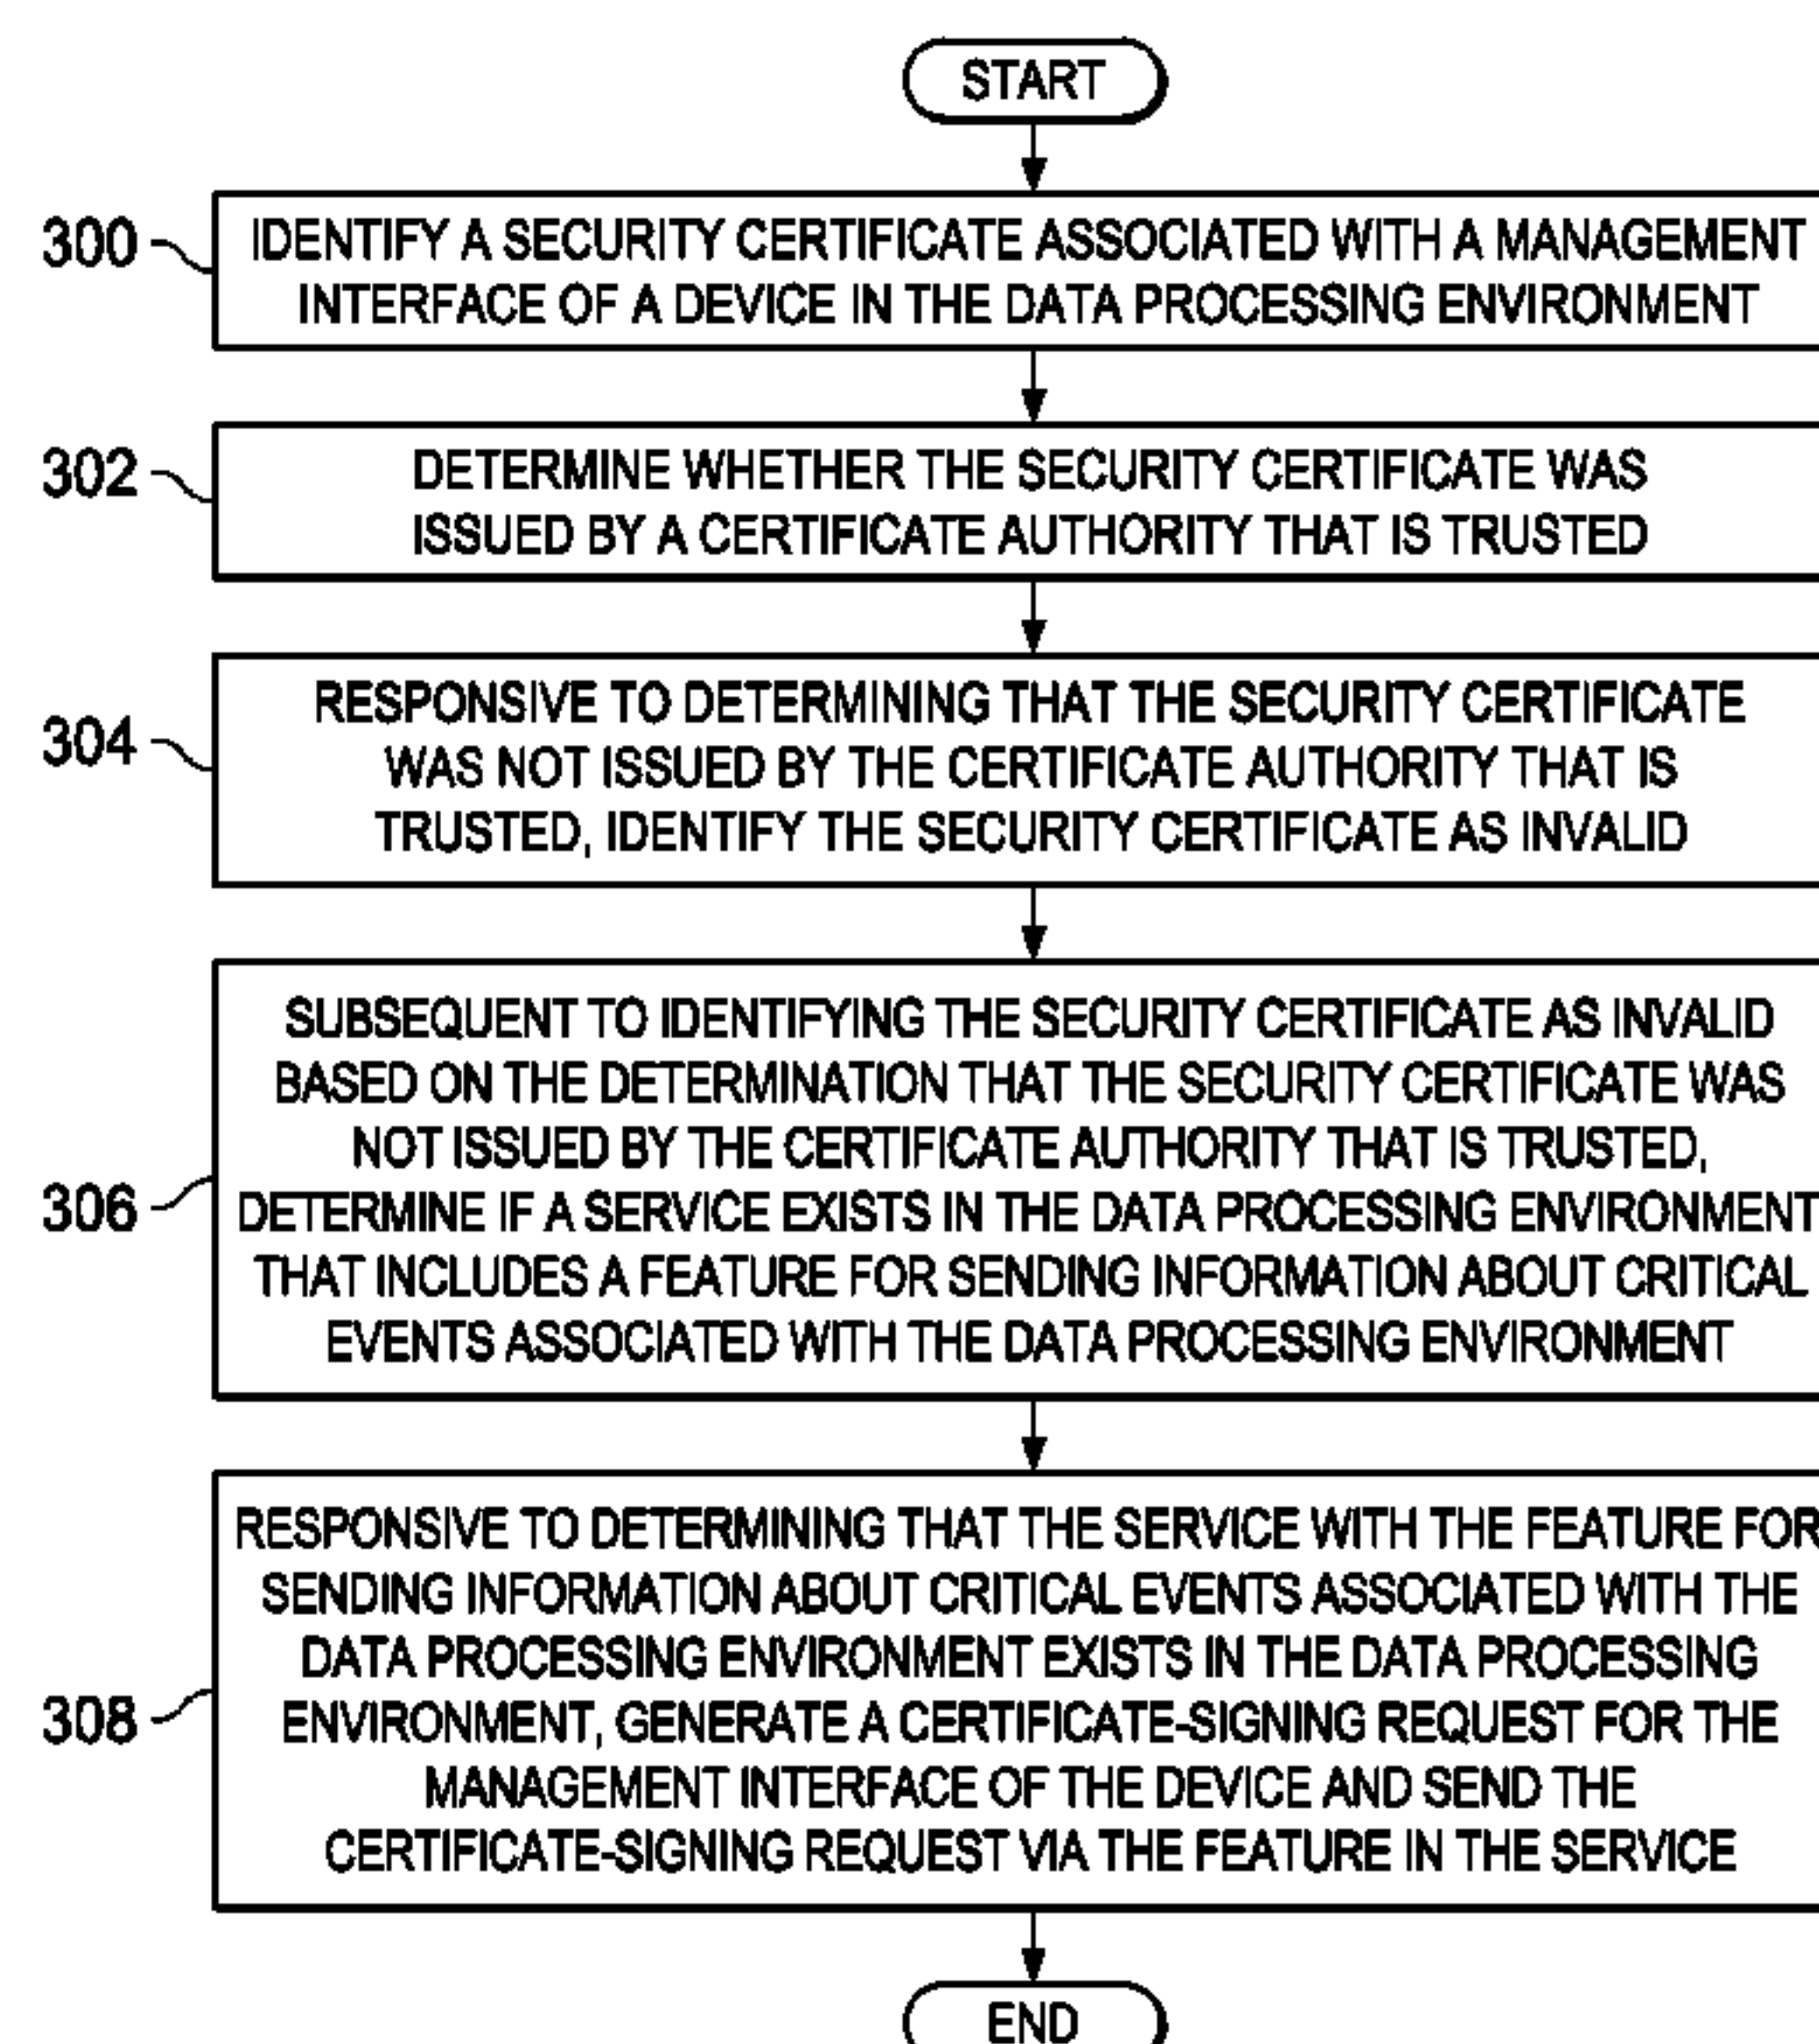 START
300
IDENTIFY A SECURITY CERTIFICATE ASSOCIATED WITH A MANAGEMENT
INTERFACE OF A DEVICE IN THE DATA PROCESSING ENVIRONMENT
302
DETERMINE WHETHER THE SECURITY CERTIFICATE WAS
ISSUED BY A CERTIFICATE AUTHORITY THAT IS TRUSTED
304
RESPONSIVE TO DETERMINING THAT THE SECURITY CERTIFICATE
WAS NOT ISSUED BY THE CERTIFICATE AUTHORITY THAT IS
TRUSTED, IDENTIFY THE SECURITY CERTIFICATE AS INVALID
306
SUBSEQUENT TO IDENTIFYING THE SECURITY CERTIFICATE AS INVALID
BASED ON THE DETERMINATION THAT THE SECURITY CERTIFICATE WAS
NOT ISSUED BY THE CERTIFICATE AUTHORITY THAT IS TRUSTED,
DETERMINE IF A SERVICE EXISTS IN THE DATA PROCESSING ENVIRONMENT
THAT INCLUDES A FEATURE FOR SENDING INFORMATION ABOUT CRITICAL
EVENTS ASSOCIATED WITH THE DATA PROCESSING ENVIRONMENT
308
RESPONSIVE TO DETERMINING THAT THE SERVICE WITH THE FEATURE FOR
SENDING INFORMATION ABOUT CRITICAL EVENTS ASSOCIATED WITH THE
DATA PROCESSING ENVIRONMENT EXISTS IN THE DATA PROCESSING
ENVIRONMENT, GENERATE A CERTIFICATE-SIGNING REQUEST FOR THE
MANAGEMENT INTERFACE OF THE DEVICE AND SEND THE
CERTIFICATE-SIGNING REQUEST VIA THE FEATURE IN THE SERVICE
END